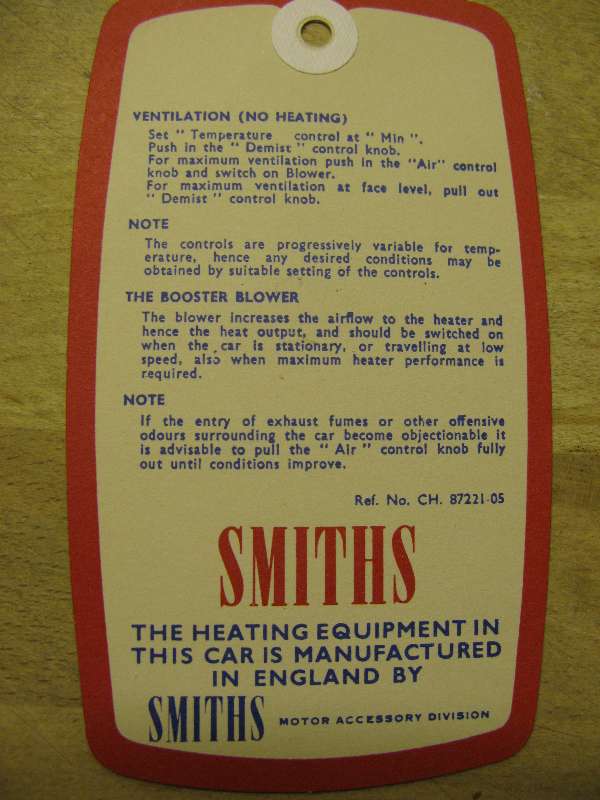 VENTILATION (NO HEATING)
Set " Temperature control at " Min ".
Push in the " Demist " control knob.
For maximum ventilation push in the "Air" control
knob and switch on Blower.
For maximum ventilation at face level, pull out
" Demist " control knob.
NOTE
The controls are progressively variable for temp-
erature, hence any desired conditions may be
obtained by suitable setting of the controls.
THE BOOSTER BLOWER
The blower increases the airflow to the heater and
hence the heat output, and should be switched on
when the car is stationary, or travelling at low
speed, also when maximum heater performance is
required.
NOTE
If the entry of exhaust fumes or other offensive
odours surrounding the car become objectionable it
is advisable to pull the " Air " control knob fully
out until conditions improve.
Ref. No. CH. 87221-05
SMITHS
THE HEATING EQUIPMENT IN
THIS CAR IS MANUFACTURED
IN ENGLAND BY
SMITHS MOTOR ACCESSORY DIVISION